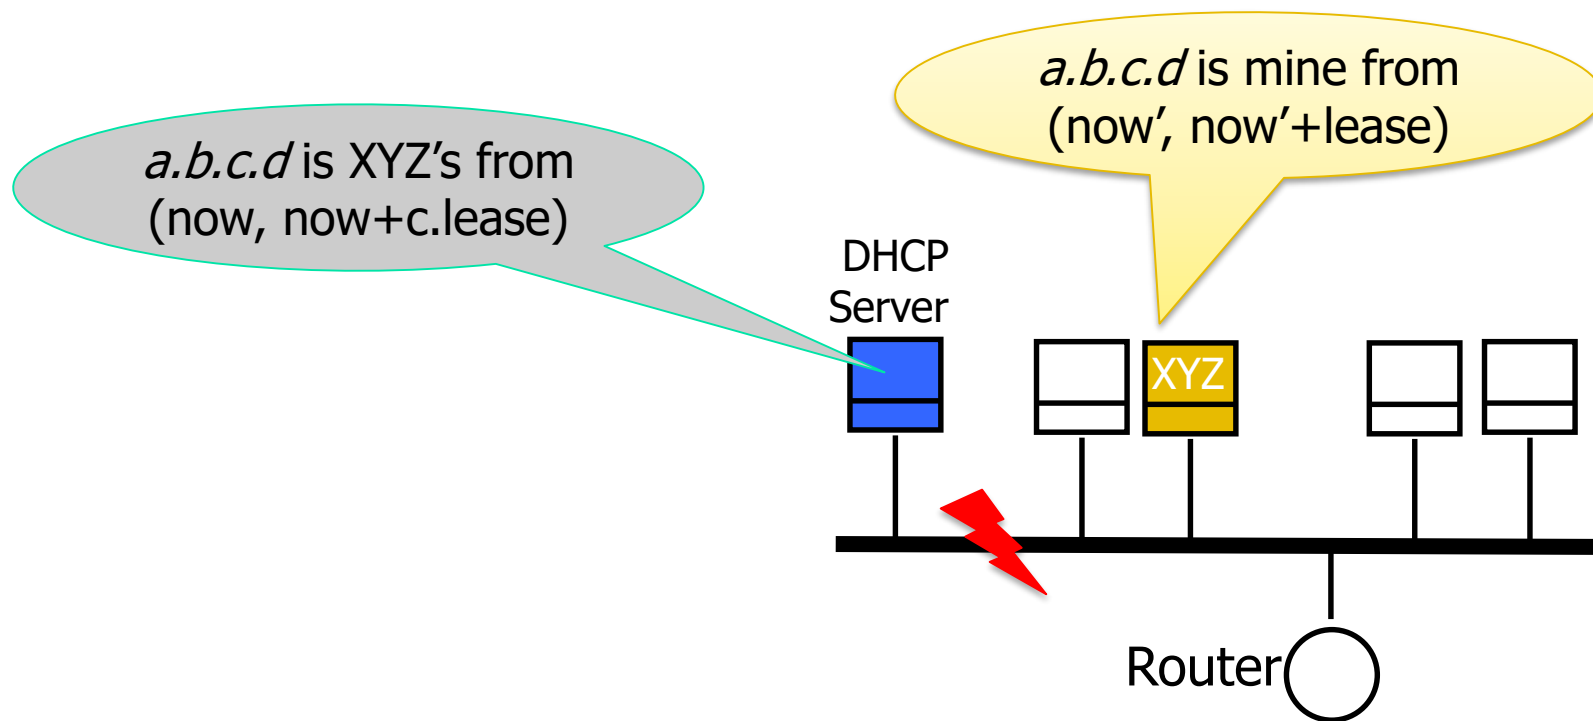 a.b.c.d is mine from
(now’, now’+lease)
a.b.c.d is XYZ’s from
(now, now+c.lease)
DHCP
Server
XYZ
Router